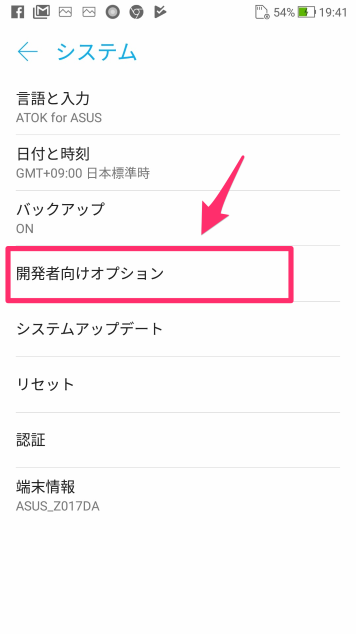 54% 19:41
システム
言語と入力
ATOK for ASUS
日付と時刻
GMT+09:00 日本標準時
バックアップ
ON
開発者向けオプション
システムアップデート
リセット
認証
端末情報
ASUS_Z017DA